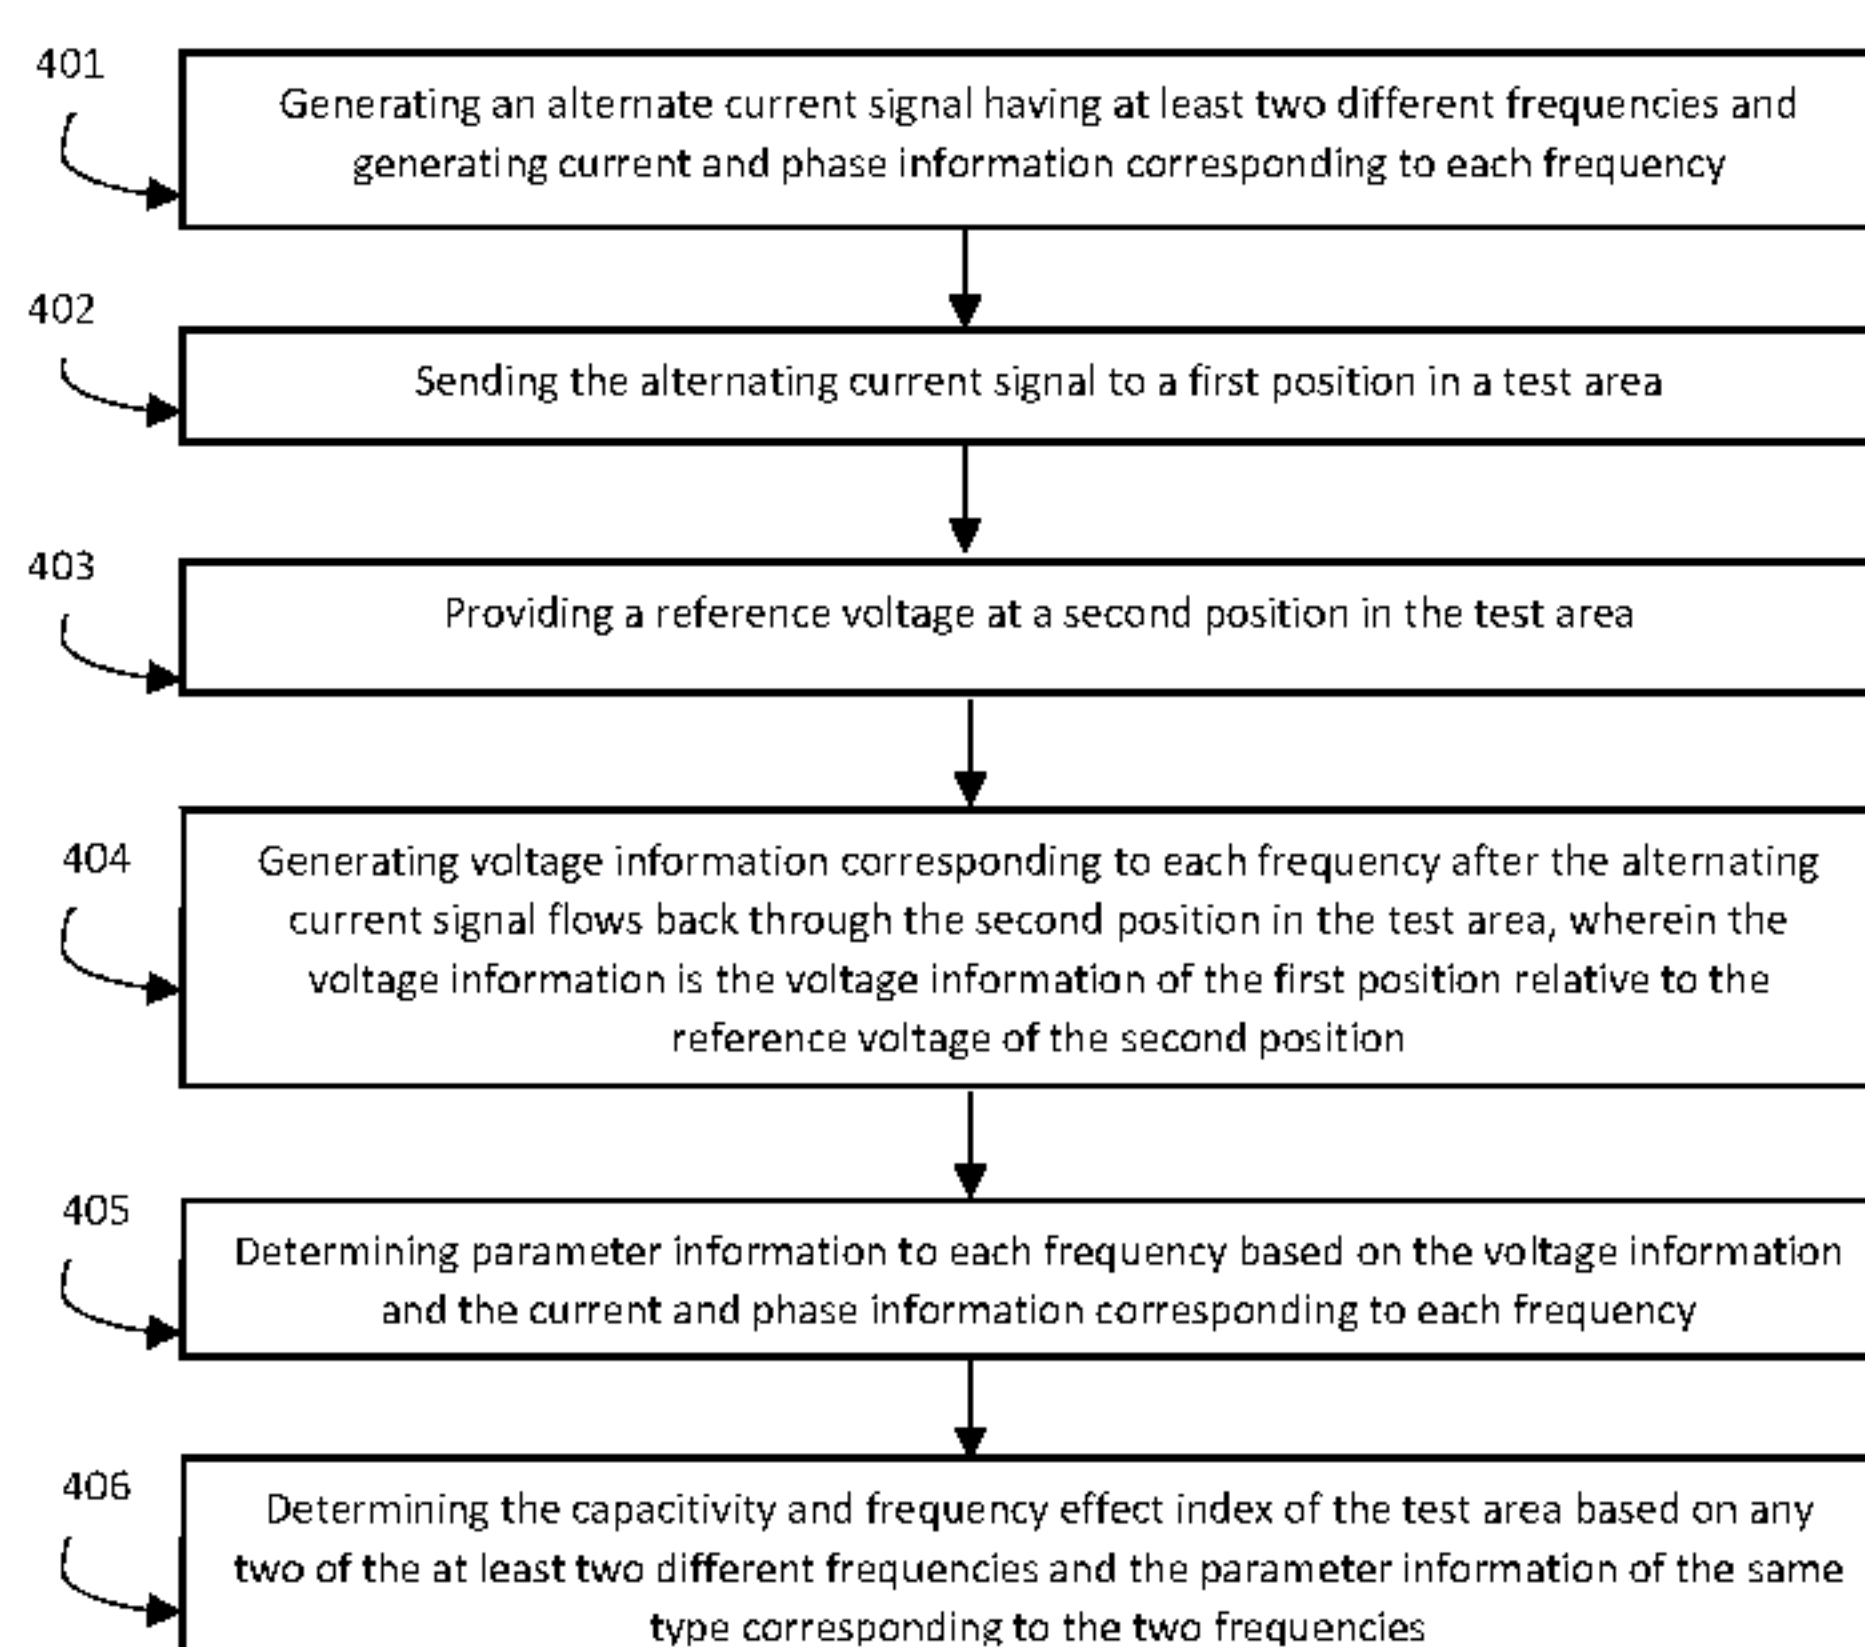 401
Generating an alternate current signal having at least two different frequencies and
generating current and phase information corresponding to each frequency
402
Sending the alternating current signal to a first position in a test area
403
Providing a reference voltage at a second position in the test area
404
Generating voltage information corresponding to each frequency after the alternating
current signal flows back through the second position in the test area, wherein the
voltage information is the voltage information of the first position relative to the
reference voltage of the second position
405
Determining parameter information to each frequency based on the voltage information
and the current and phase information corresponding to each frequency
406
Determining the capacitivity and frequency effect index of the test area based on any
two of the at least two different frequencies and the parameter information of the same
type corresponding to the two frequencies